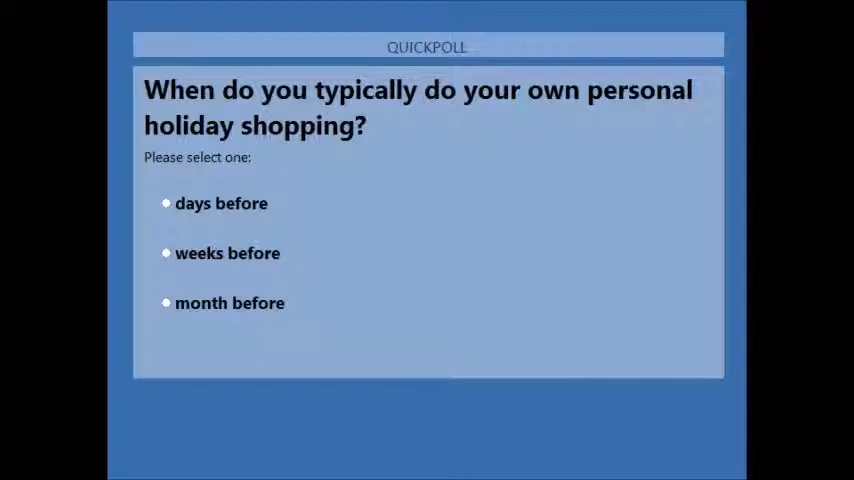 QUICKPOLL
When do you typically do your own personal
holiday shopping?
Please select one:
days before
weeks before
month before